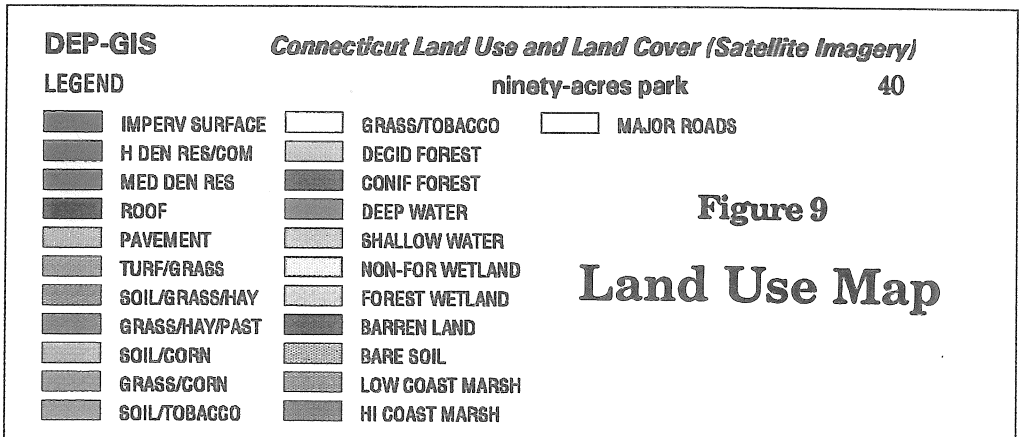 DEP-GIS Connecticut Land Use and Land Cover (Satellite Imagery)
LEGEND ninety-acres park 40
IMPERV SURFACE GRASS/TOBACCO MAJOR ROADS
H DEN RES/COM DECID FOREST
MED DEN RES CONIF FOREST
ROOF DEEP WATER
PAVEMENT SHALLOW WATER
TURF/GRASS NON-FOR WETLAND
SOIL/GRASS/HAY FOREST WETLAND
GRASS/HAY/PAST BARREN LAND
SOIL/CORN BARE SOIL
GRASS/CORN LOW COAST MARSH
SOIL/TOBACCO HI COAST MARSH
Figure 9
Land Use Map